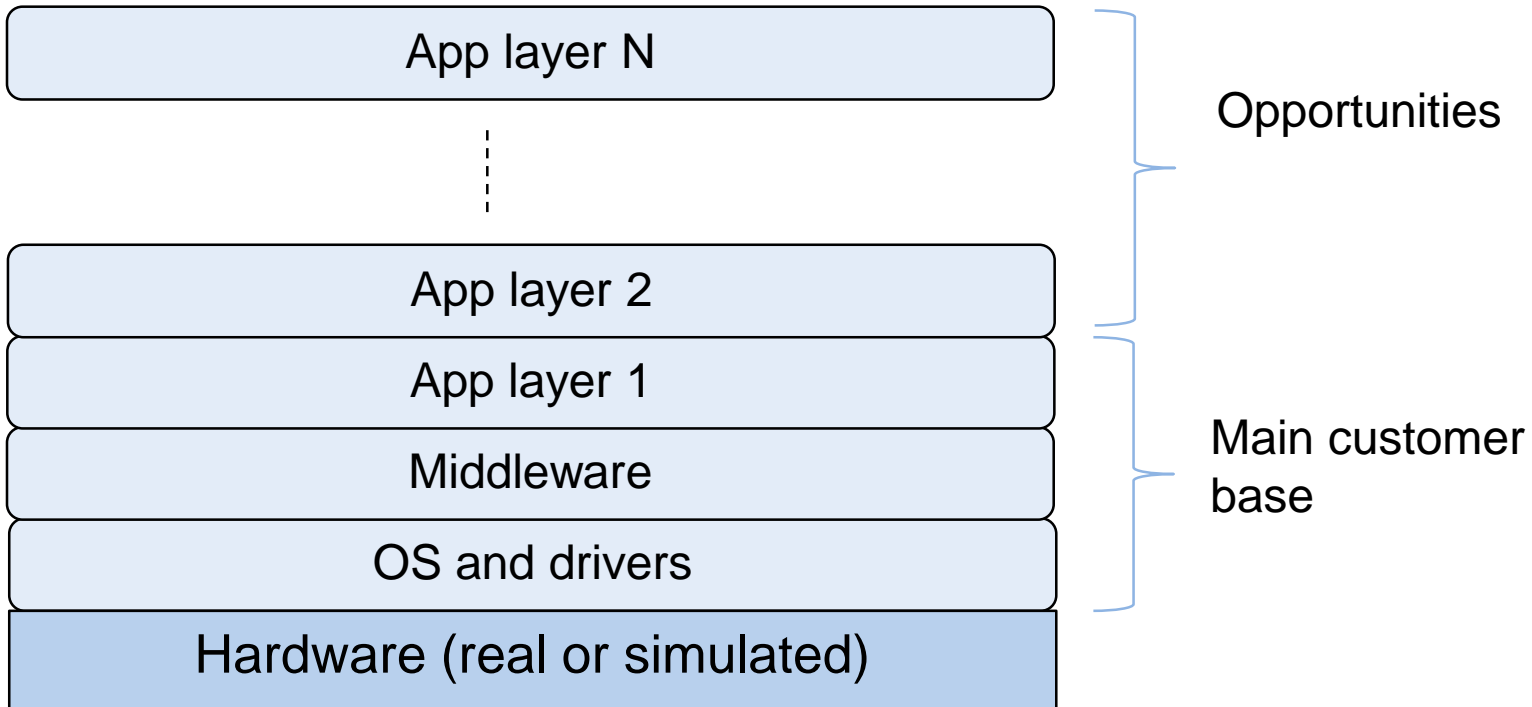 App layer N
Opportunities
App layer 2
App layer 1
Middleware
Main customer
base
OS and drivers
Hardware (real or simulated)